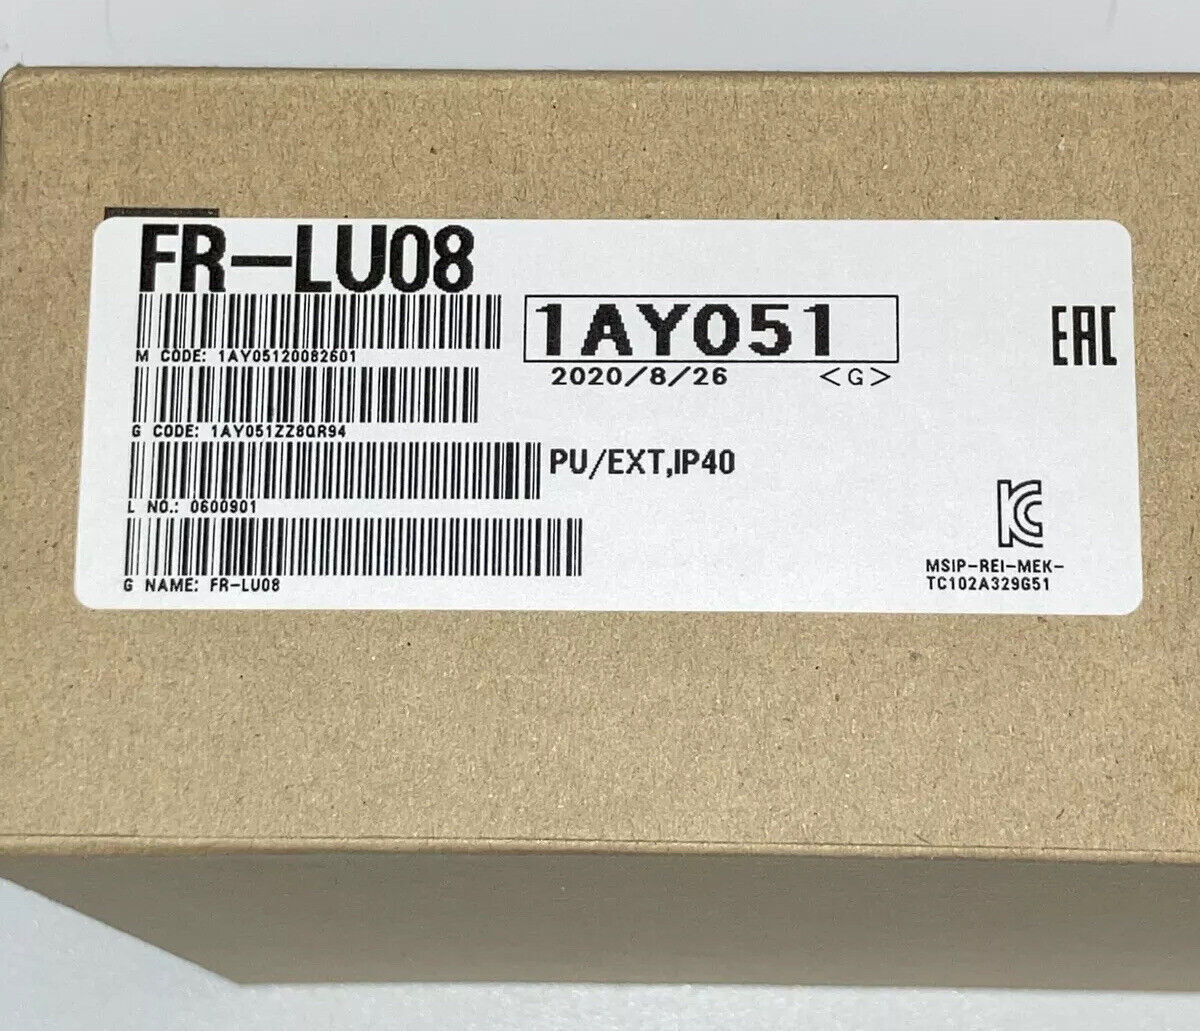 FR-LU08
M CODE: 1AY05120082601
1AY051
2020/8/26 <G>
EAC
G CODE: 1AY051ZZ8QR94
PU/EXT,IP40
L NO.: 0600901
G NAME: FR-LU08
KC
MSIP-REI-MEK-
TC102A329G51